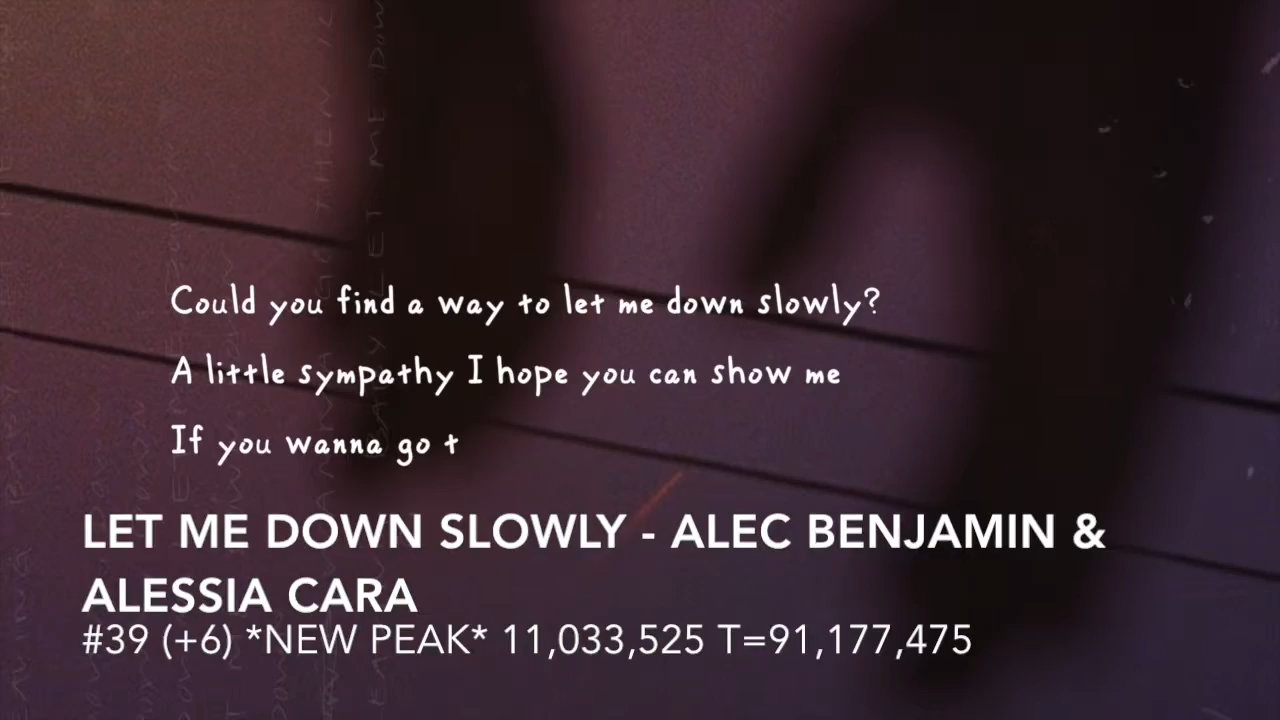 Could you find a way to let me down slowly?
A little sympathy I hope you can show me
If you wanna go t
LET ME DOWN SLOWLY - ALEC BENJAMIN &
ALESSIA CARA
#39 (+6) *NEW PEAK* 11,033,525 T=91,177,475